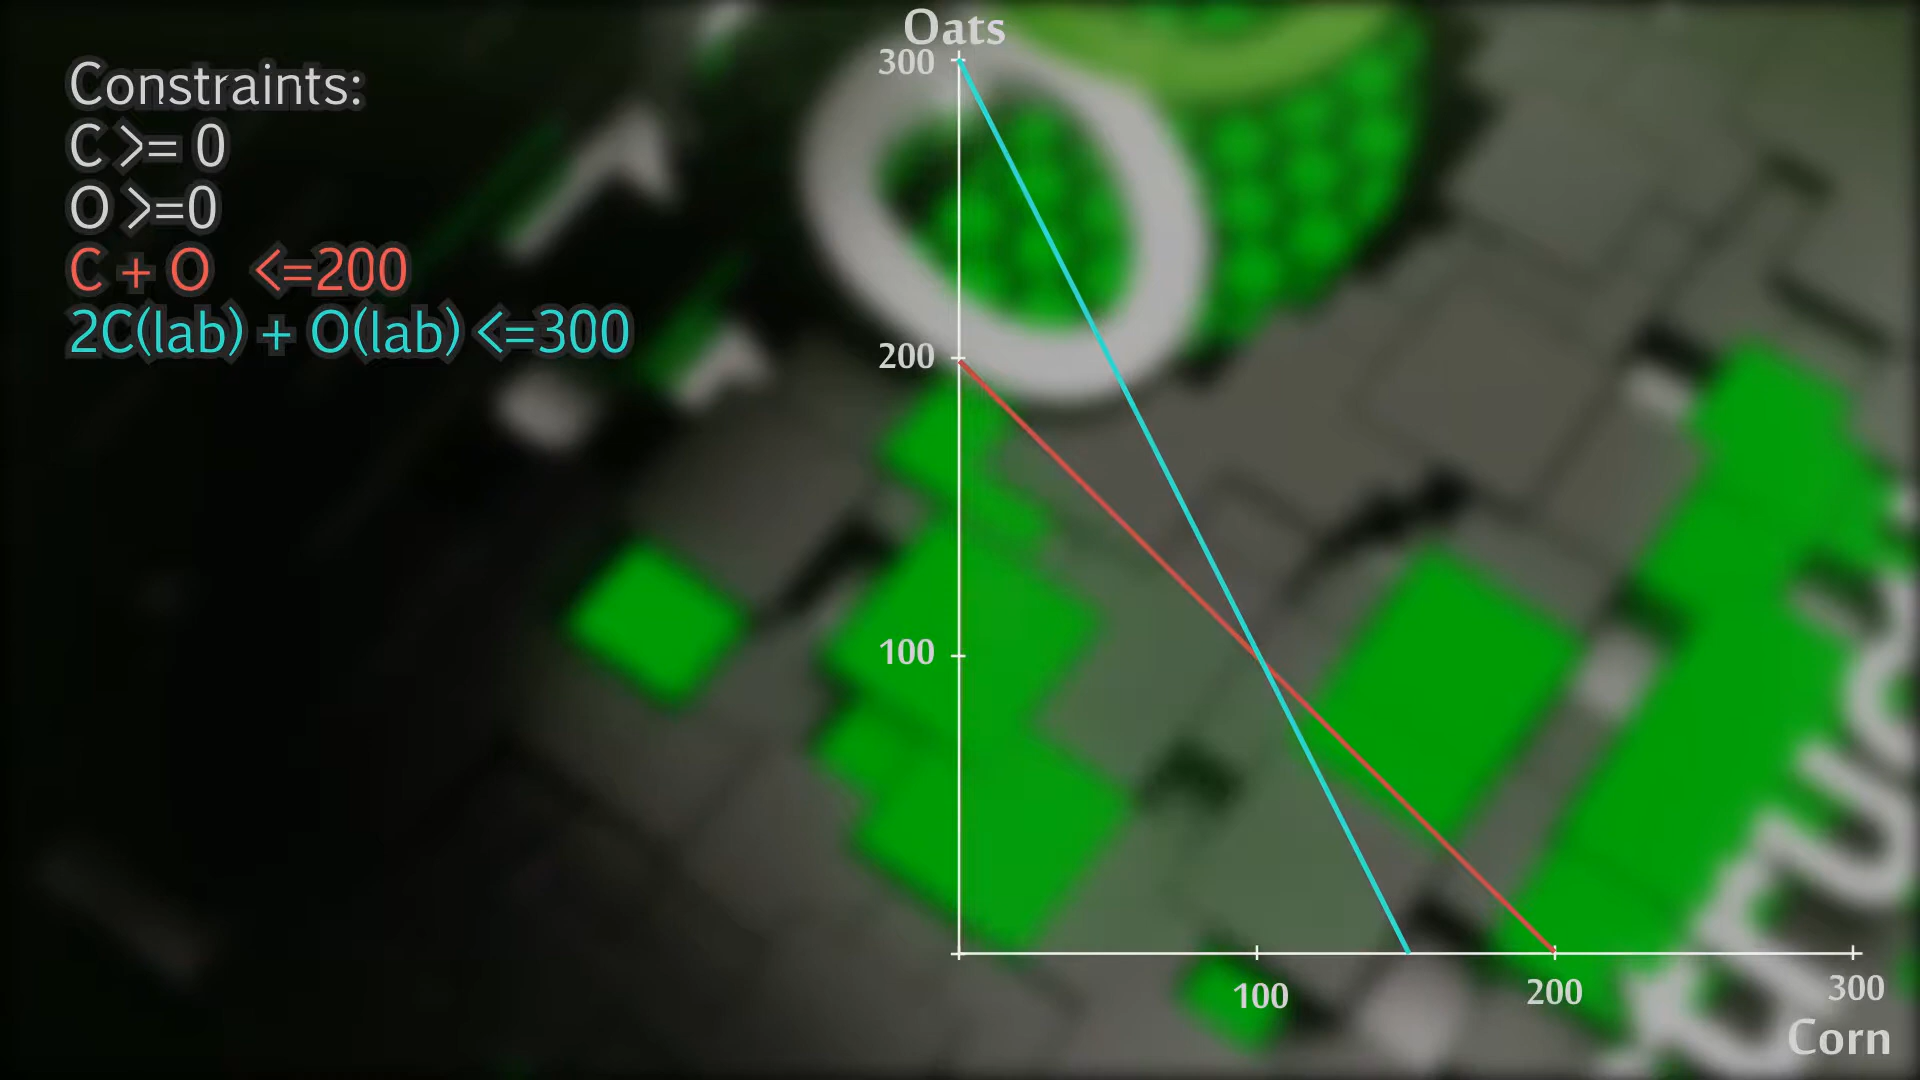 Constraints:
C >= 0
O >=0
C + O <=200
2C(lab) + O(lab) <=300
Oats
300
200
100
100
200
300
Corn